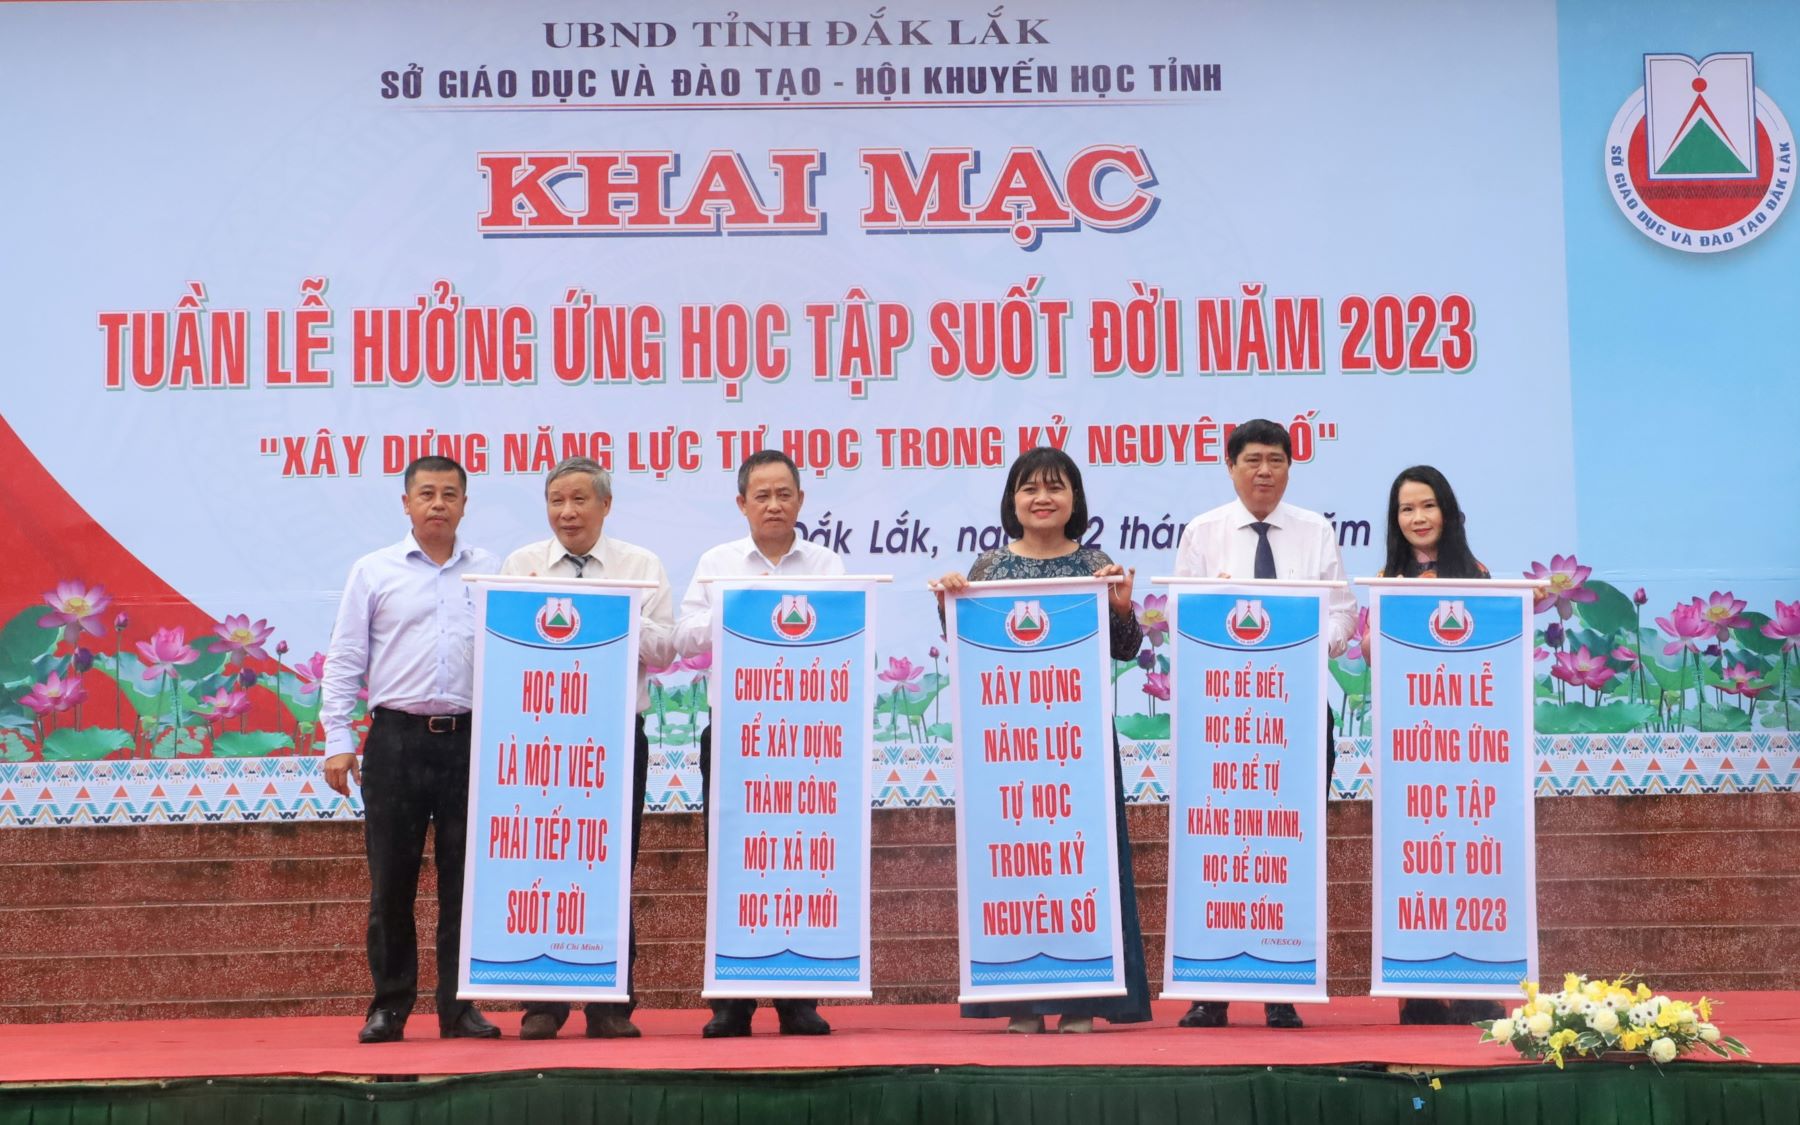 UBND TỈNH ĐẮK LẮK
SỞ GIÁO DỤC VÀ ĐÀO TẠO - HỘI KHUYẾN HỌC TỈNH
KHAI MẠC
TUẦN LỄ HƯỞNG ỨNG HỌC TẬP SUỐT ĐỜI NĂM 2023
"XÂY DỰNG NĂNG LỰC TỰ HỌC TRONG KỶ NGUYÊN SỐ"
Đắk Lắk,
SỞ GIÁO DỤC VÀ ĐÀO TẠO ĐẮK LẮK
HỌC HỎI
LÀ MỘT VIỆC
PHẢI TIẾP TỤC
SUỐT ĐỜI
(Hồ Chí Minh)
CHUYỂN ĐỔI SỐ
ĐỂ XÂY DỰNG
THÀNH CÔNG
MỘT XÃ HỘI
HỌC TẬP MỚI
XÂY DỰNG
NĂNG LỰC
TỰ HỌC
TRONG KỶ
NGUYÊN SỐ
HỌC ĐỂ BIẾT,
HỌC ĐỂ LÀM,
HỌC ĐỂ TỰ
KHẲNG ĐỊNH MÌNH,
HỌC ĐỂ CÙNG
CHUNG SỐNG
(UNESCO)
TUẦN LỄ
HƯỞNG ỨNG
HỌC TẬP
SUỐT ĐỜI
NĂM 2023